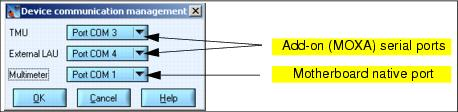 Device communication management
TMU Port COM 3
External LAU Port COM 4
Multimeter Port COM 1
OK Cancel Help
Add-on (MOXA) serial ports
Motherboard native port